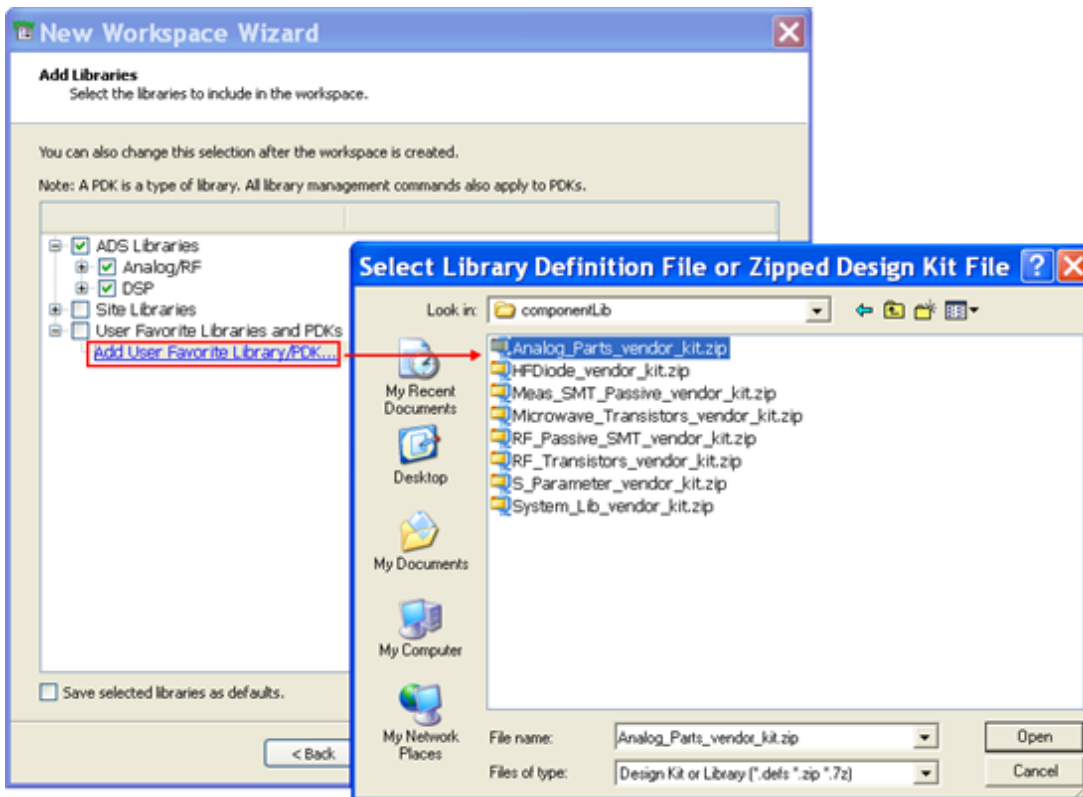 New Workspace Wizard
Add Libraries
Select the libraries to include in the workspace.
You can also change this selection after the workspace is created.
Note: A PDK is a type of library. All library management commands also apply to PDKs.
ADS Libraries
Analog/RF
DSP
Site Libraries
User Favorite Libraries and PDKs
Add User Favorite Library/PDK...
Save selected libraries as defaults.
< Back
Select Library Definition File or Zipped Design Kit File
Look in: componentLib
Analog_Parts_vendor_kit.zip
HFDiode_vendor_kit.zip
Meas_SMT_Passive_vendor_kit.zip
Microwave_Transistors_vendor_kit.zip
RF_Passive_SMT_vendor_kit.zip
RF_Transistors_vendor_kit.zip
S_Parameter_vendor_kit.zip
System_Lib_vendor_kit.zip
My Recent
Documents
Desktop
My Documents
My Computer
My Network
Places
File name: Analog_Parts_vendor_kit.zip Open
Files of type: Design Kit or Library (*.defs *.zip *.7z) Cancel